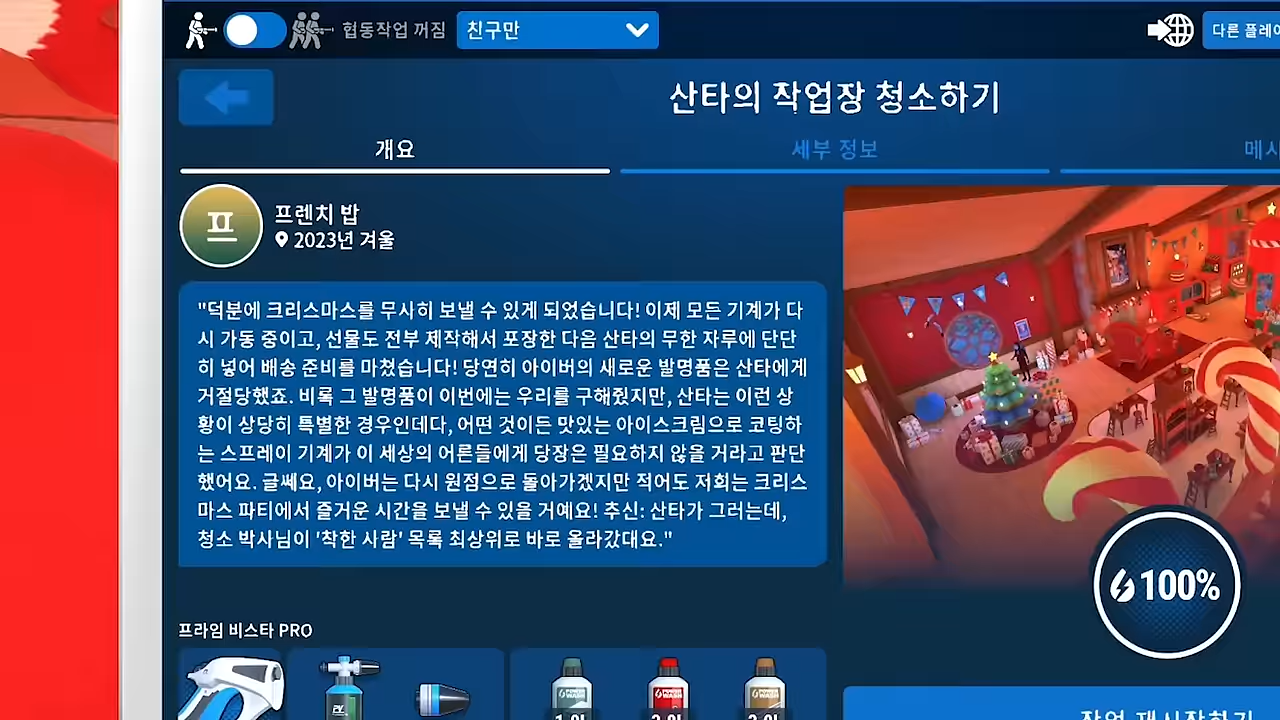 협동작업 꺼짐
친구만
산타의 작업장 청소하기
개요
세부 정보
프
프렌치 밥
2023년 겨울
"덕분에 크리스마스를 무사히 보낼 수 있게 되었습니다! 이제 모든 기계가 다
시 가동 중이고, 선물도 전부 제작해서 포장한 다음 산타의 무한 자루에 단단
히 넣어 배송 준비를 마쳤습니다! 당연히 아이버의 새로운 발명품은 산타에게
거절당했죠. 비록 그 발명품이 이번에는 우리를 구해줬지만, 산타는 이런 상
황이 상당히 특별한 경우인데다, 어떤 것이든 맛있는 아이스크림으로 코팅하
는 스프레이 기계가 이 세상의 어른들에게 당장은 필요하지 않을 거라고 판단
했어요. 글쎄요, 아이버는 다시 원점으로 돌아가겠지만 적어도 저희는 크리스
마스 파티에서 즐거운 시간을 보낼 수 있을 거예요! 추신: 산타가 그러는데,
청소 박사님이 '착한 사람' 목록 최상위로 바로 올라갔대요."
100%
프라임 비스타 PRO
작업 재시작하기